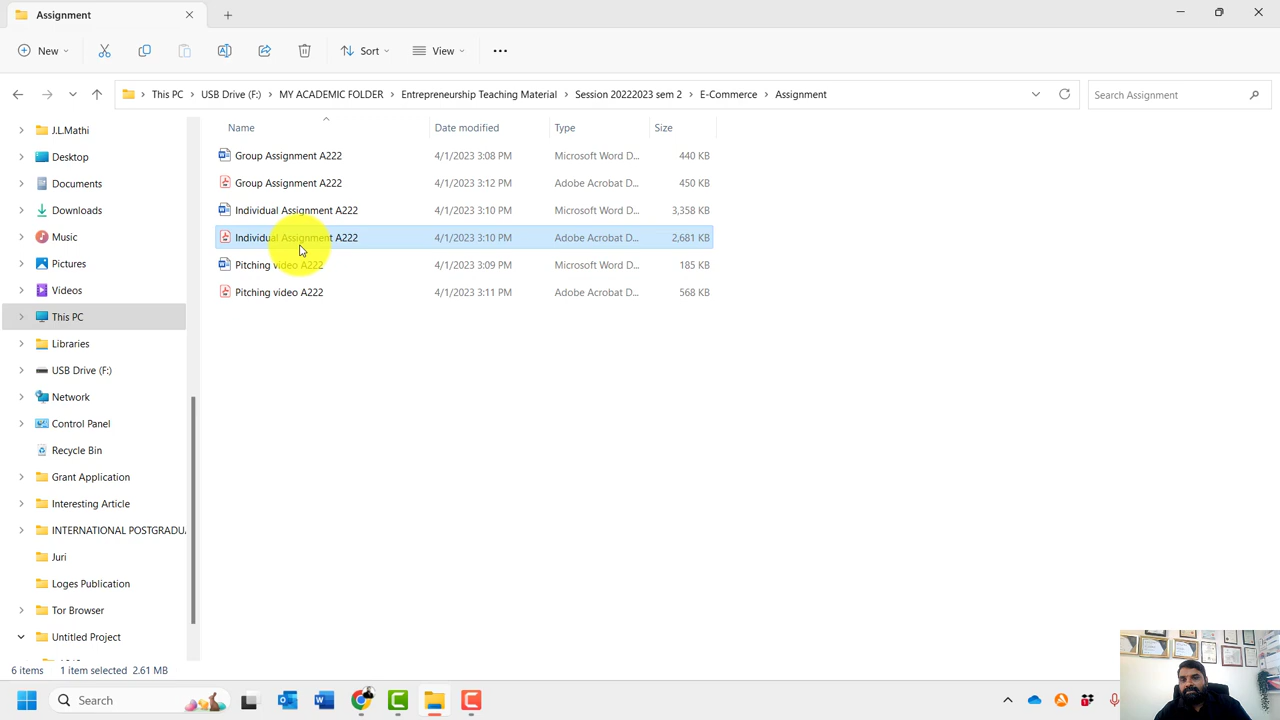 Assignment
New
Sort
View
This PC
USB Drive (F:)
MY ACADEMIC FOLDER
Entrepreneurship Teaching Material
Session 20222023 sem 2
E-Commerce
Assignment
Search Assignment
Name
Date modified
Type
Size
Group Assignment A222 4/1/2023 3:08 PM Microsoft Word D... 440 KB
Group Assignment A222 4/1/2023 3:12 PM Adobe Acrobat D... 450 KB
Individual Assignment A222 4/1/2023 3:10 PM Microsoft Word D... 3,358 KB
Individual Assignment A222 4/1/2023 3:10 PM Adobe Acrobat D... 2,681 KB
Pitching video A222 4/1/2023 3:09 PM Microsoft Word D... 185 KB
Pitching video A222 4/1/2023 3:11 PM Adobe Acrobat D... 568 KB
J.L.Mathi
Desktop
Documents
Downloads
Music
Pictures
Videos
This PC
Libraries
USB Drive (F:)
Network
Control Panel
Recycle Bin
Grant Application
Interesting Article
INTERNATIONAL POSTGRADU
Juri
Loges Publication
Tor Browser
Untitled Project
6 items 1 item selected 2.61 MB
Search